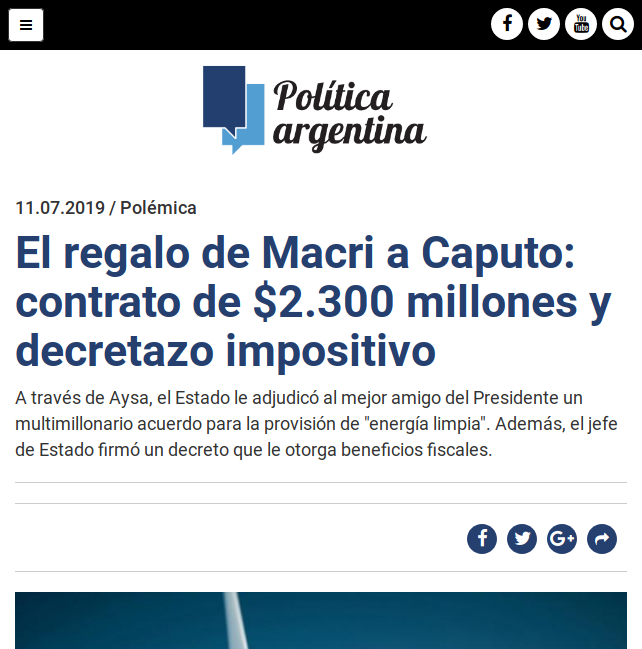 Política
argentina
11.07.2019 / Polémica
El regalo de Macri a Caputo:
contrato de $2.300 millones y
decretazo impositivo
A través de Aysa, el Estado le adjudicó al mejor amigo del Presidente un
multimillonario acuerdo para la provisión de "energía limpia". Además, el jefe
de Estado firmó un decreto que le otorga beneficios fiscales.